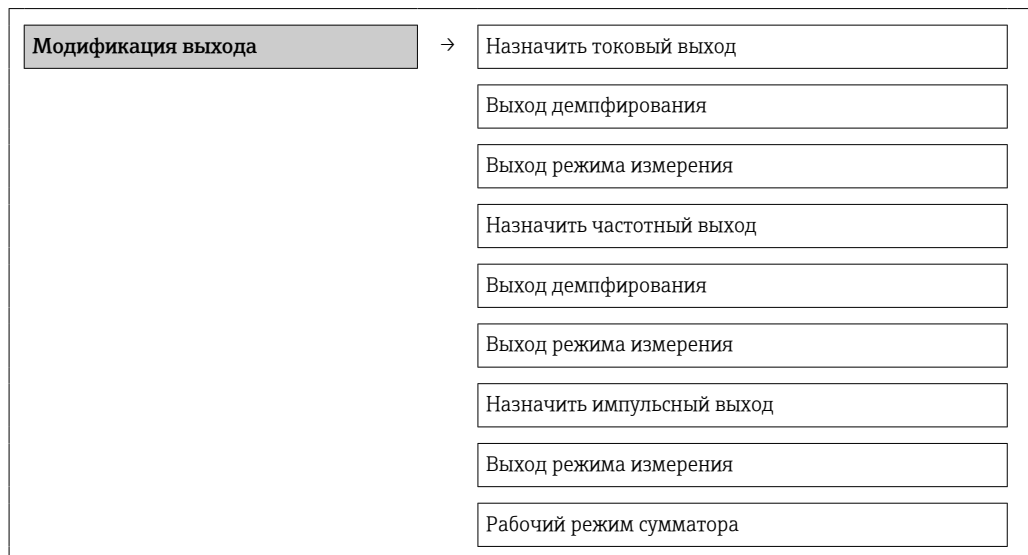 Модификация выхода → Назначить токовый выход
Выход демпфирования
Выход режима измерения
Назначить частотный выход
Выход демпфирования
Выход режима измерения
Назначить импульсный выход
Выход режима измерения
Рабочий режим сумматора